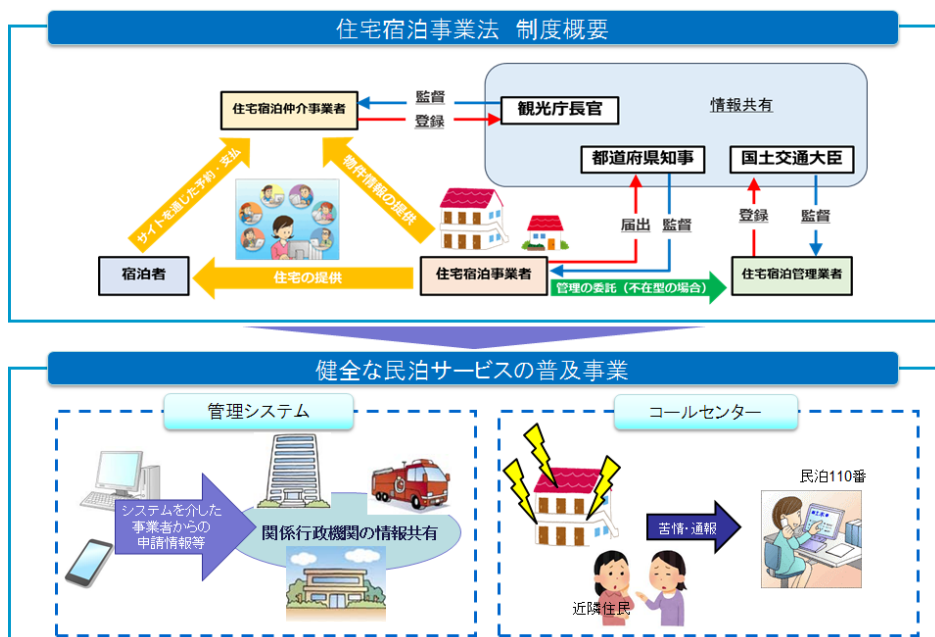 住宅宿泊事業法 制度概要
住宅宿泊仲介事業者
監督
登録
観光庁長官
情報共有
都道府県知事
国土交通大臣
サイトを通じた予約・支払
物件情報の提供
届出
監督
登録
監督
宿泊者
住宅の提供
住宅宿泊事業者
管理の委託(不在型の場合)
住宅宿泊管理業者
健全な民泊サービスの普及事業
管理システム
システムを介した
事業者からの
申請情報等
関係行政機関の情報共有
コールセンター
苦情・通報
民泊110番
近隣住民